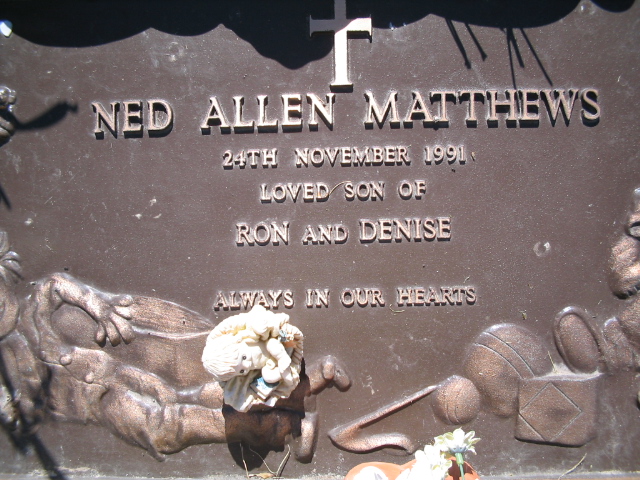 NED ALLEN MATTHEWS
24TH NOVEMBER 1991
LOVED SON OF
RON AND DENISE
ALWAYS IN OUR HEARTS